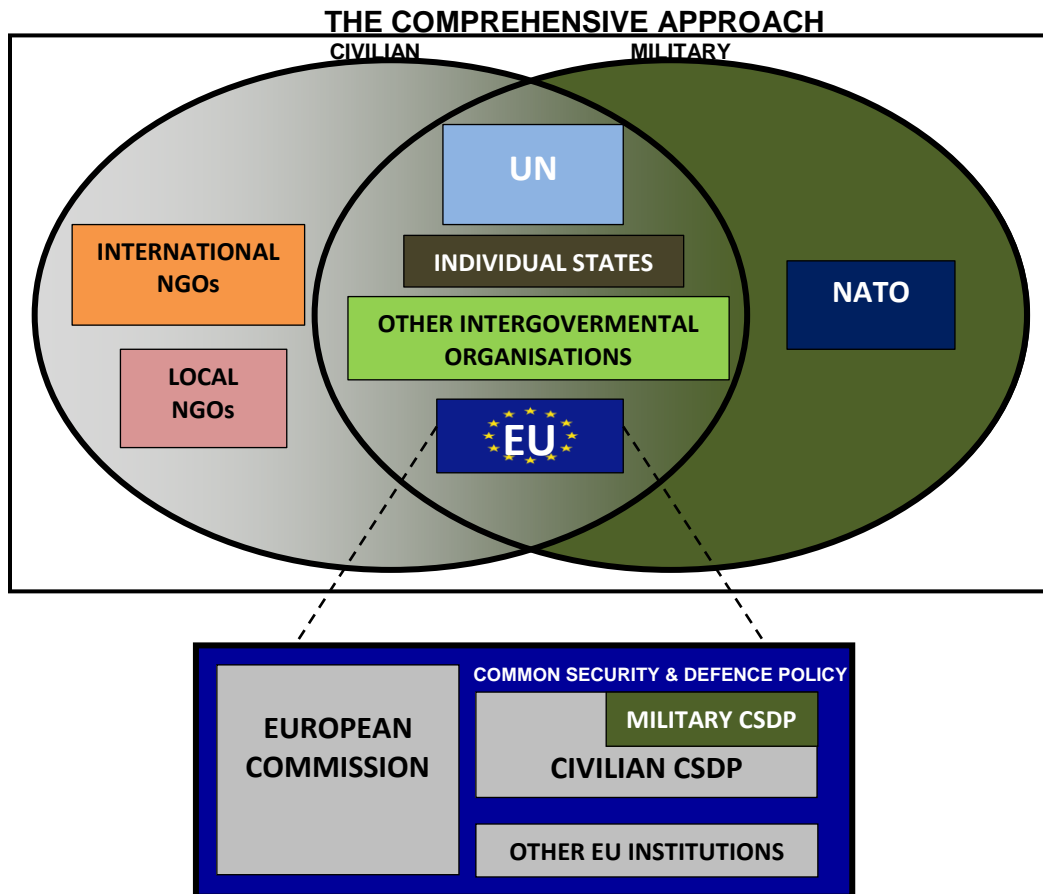 THE COMPREHENSIVE APPROACH
CIVILIAN
MILITARY
UN
INTERNATIONAL
NGOs
INDIVIDUAL STATES
NATO
OTHER INTERGOVERMENTAL
ORGANISATIONS
LOCAL
NGOs
EU
COMMON SECURITY & DEFENCE POLICY
EUROPEAN
COMMISSION
MILITARY CSDP
CIVILIAN CSDP
OTHER EU INSTITUTIONS